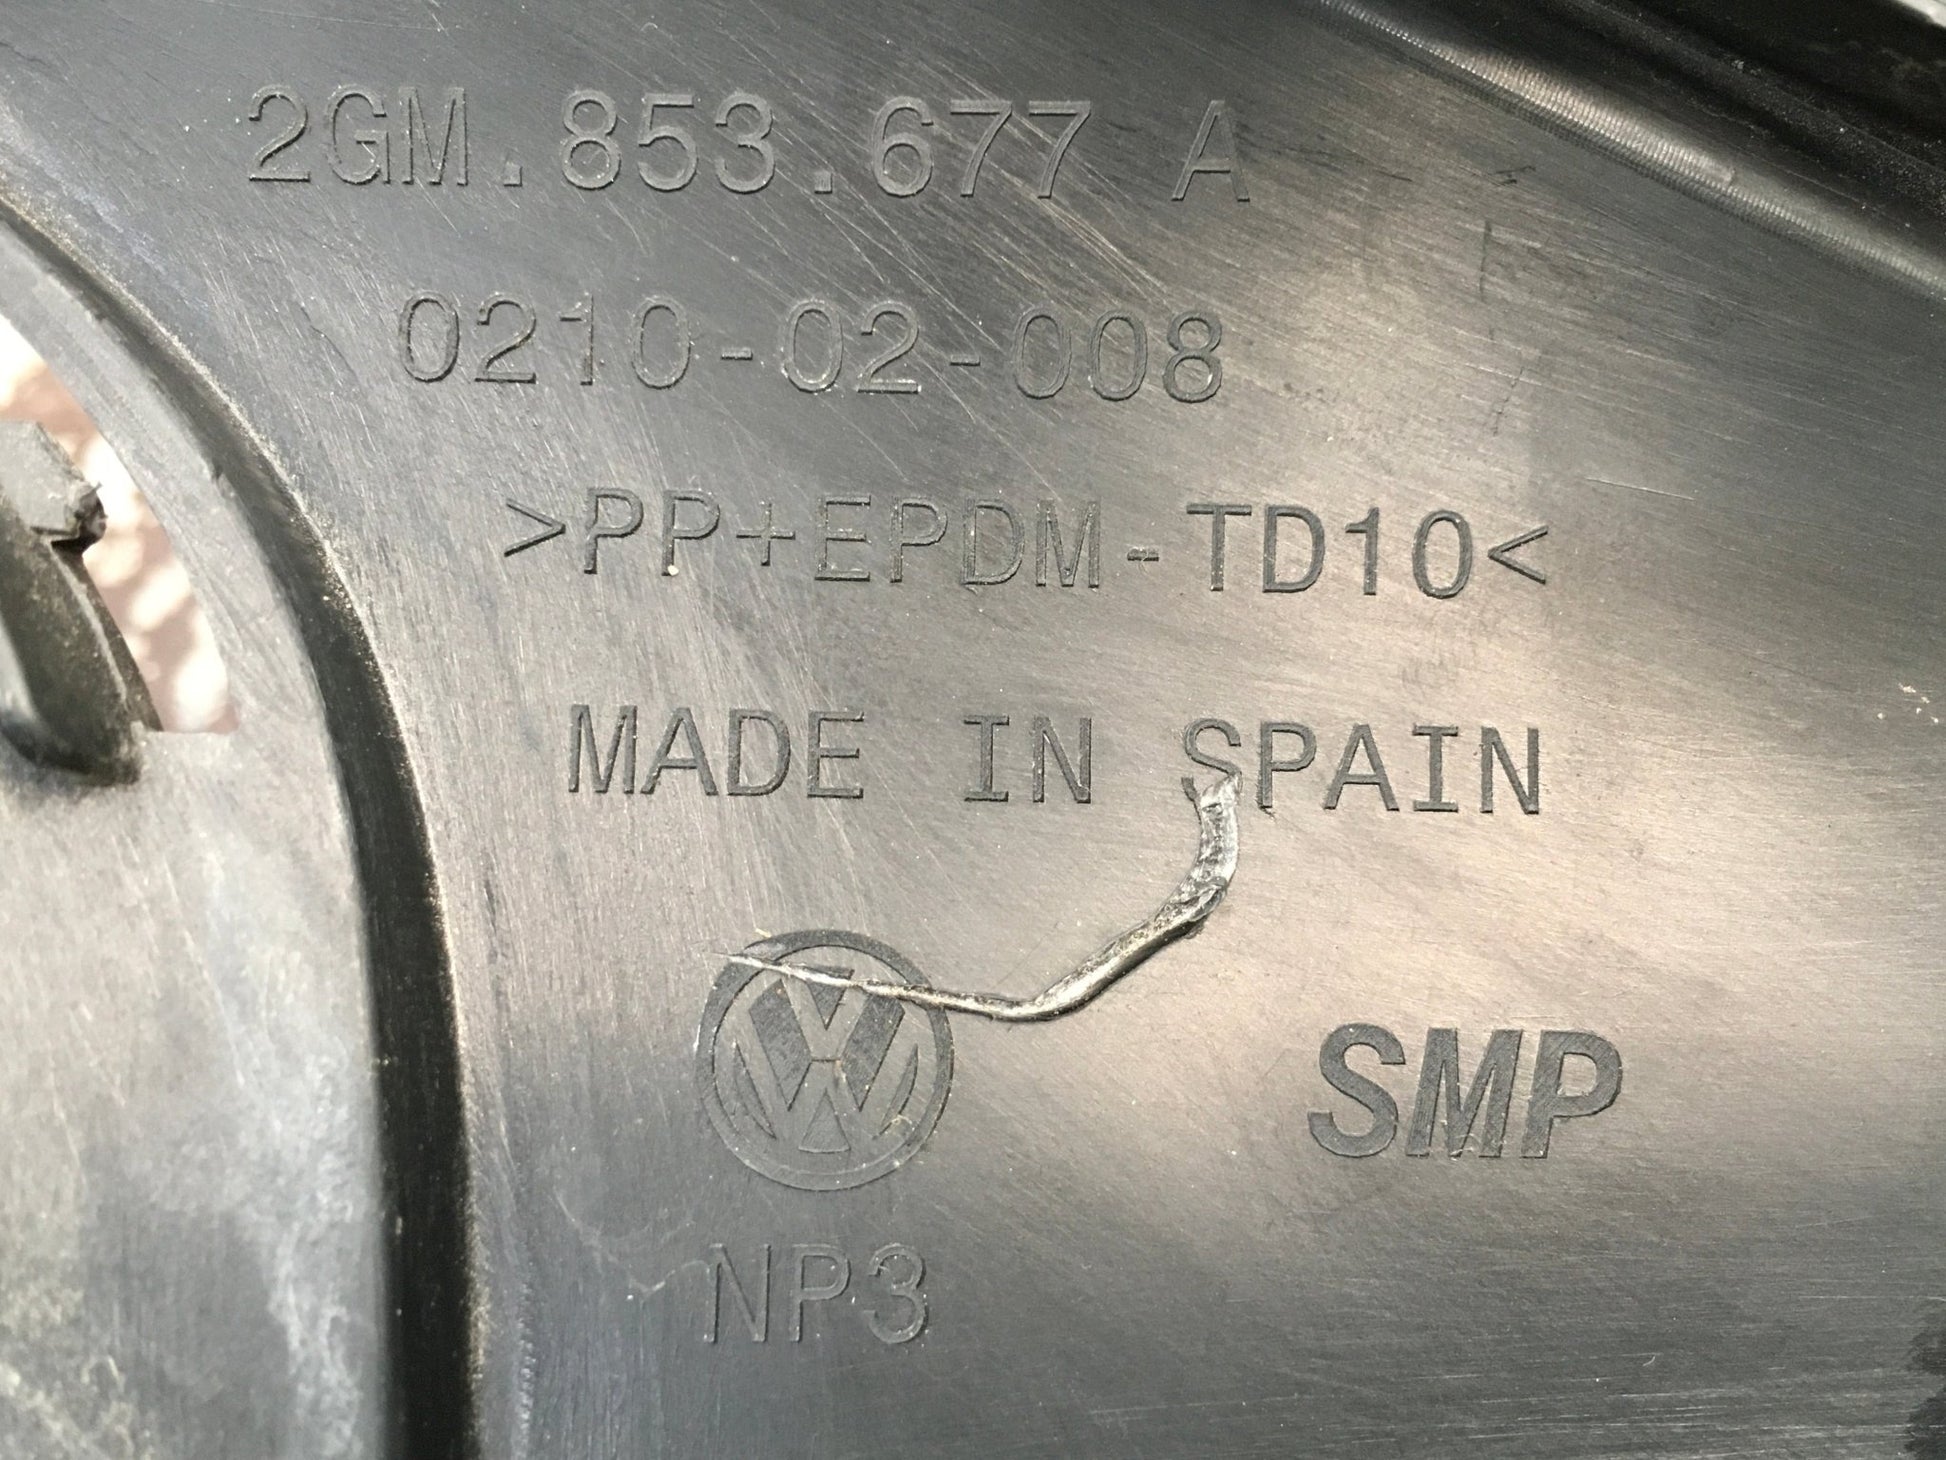 2GM.853.677 A
0210-02-008
>PP+EPDM-TD10<
MADE IN SPAIN
SMP
NP3